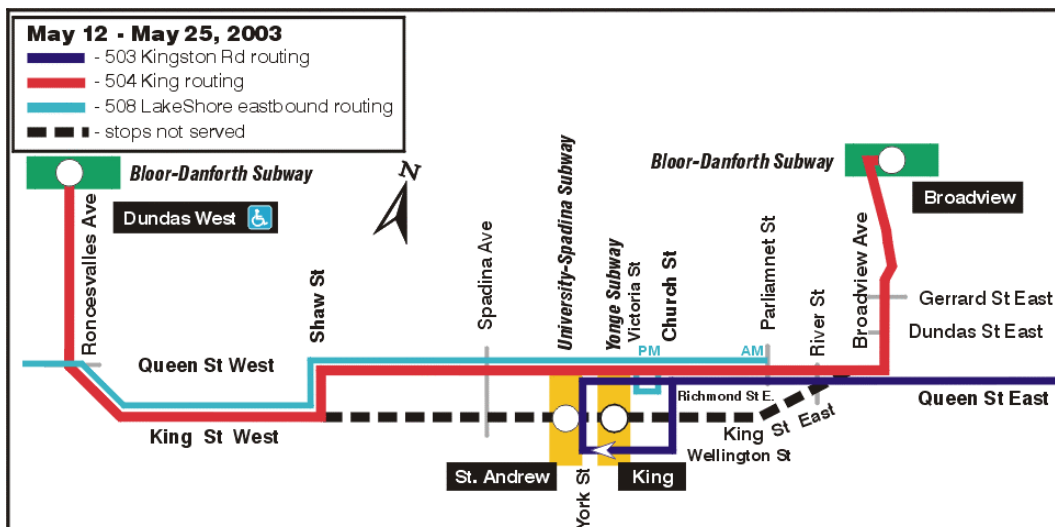 May 12 - May 25, 2003
- 503 Kingston Rd routing
- 504 King routing
- 508 LakeShore eastbound routing
- stops not served
Bloor-Danforth Subway
Dundas West
N
Bloor-Danforth Subway
Broadview
Roncesvalles Ave
Shaw St
Spadina Ave
University-Spadina Subway
Yonge Subway
Victoria St
Church St
Parliamnet St
River St
Broadview Ave
Gerrard St East
Dundas St East
Queen St West
PM
AM
Richmond St E.
Queen St East
King St West
King St East
Wellington St
St. Andrew
York St
King